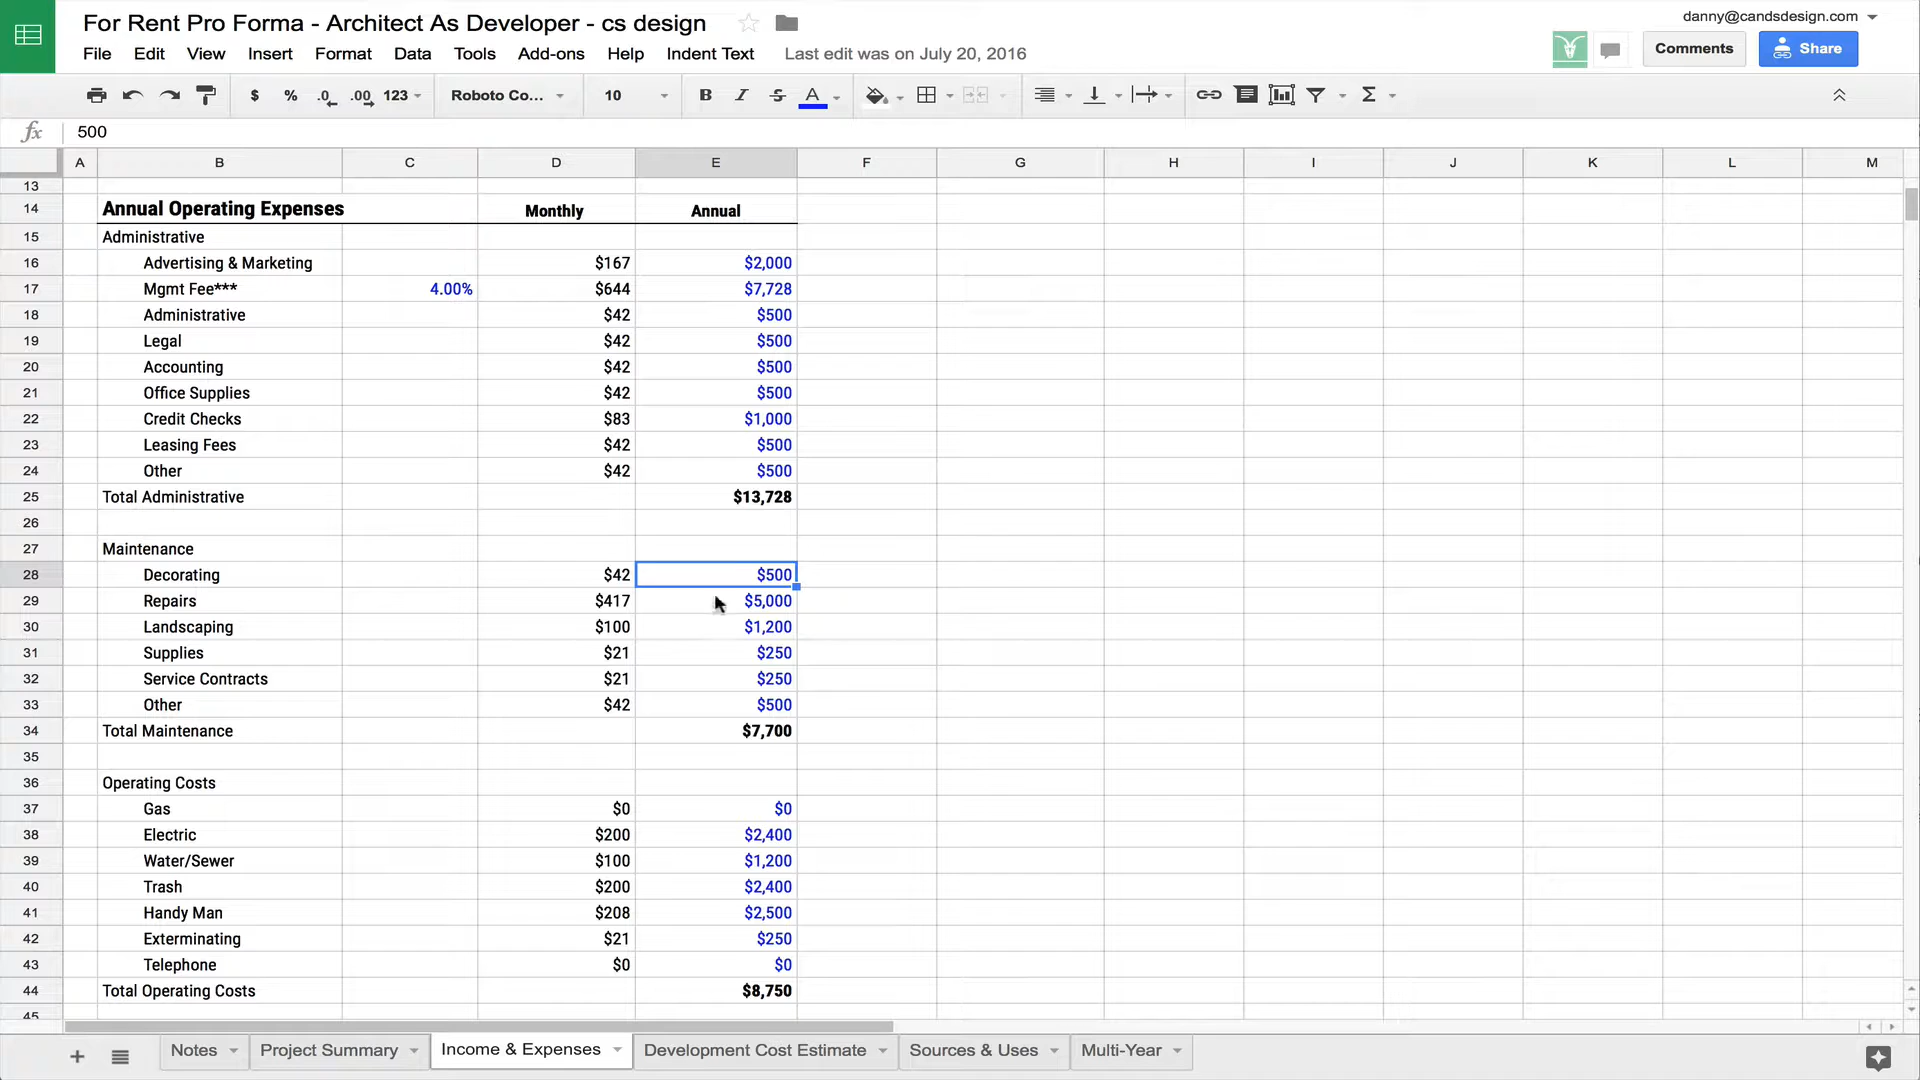 For Rent Pro Forma - Architect As Developer - cs design
danny@candsdesign.com
File Edit View Insert Format Data Tools Add-ons Help Indent Text Last edit was on July 20, 2016
Comments Share
$ % .0 .00 123 Roboto Co... 10 B I S A Σ
fx 500
A B C D E F G H I J K L M
13
14 Annual Operating Expenses Monthly Annual
15 Administrative
16 Advertising & Marketing $167 $2,000
17 Mgmt Fee*** 4.00% $644 $7,728
18 Administrative $42 $500
19 Legal $42 $500
20 Accounting $42 $500
21 Office Supplies $42 $500
22 Credit Checks $83 $1,000
23 Leasing Fees $42 $500
24 Other $42 $500
25 Total Administrative $13,728
26
27 Maintenance
28 Decorating $42 $500
29 Repairs $417 $5,000
30 Landscaping $100 $1,200
31 Supplies $21 $250
32 Service Contracts $21 $250
33 Other $42 $500
34 Total Maintenance $7,700
35
36 Operating Costs
37 Gas $0 $0
38 Electric $200 $2,400
39 Water/Sewer $100 $1,200
40 Trash $200 $2,400
41 Handy Man $208 $2,500
42 Exterminating $21 $250
43 Telephone $0 $0
44 Total Operating Costs $8,750
45
Notes Project Summary Income & Expenses Development Cost Estimate Sources & Uses Multi-Year